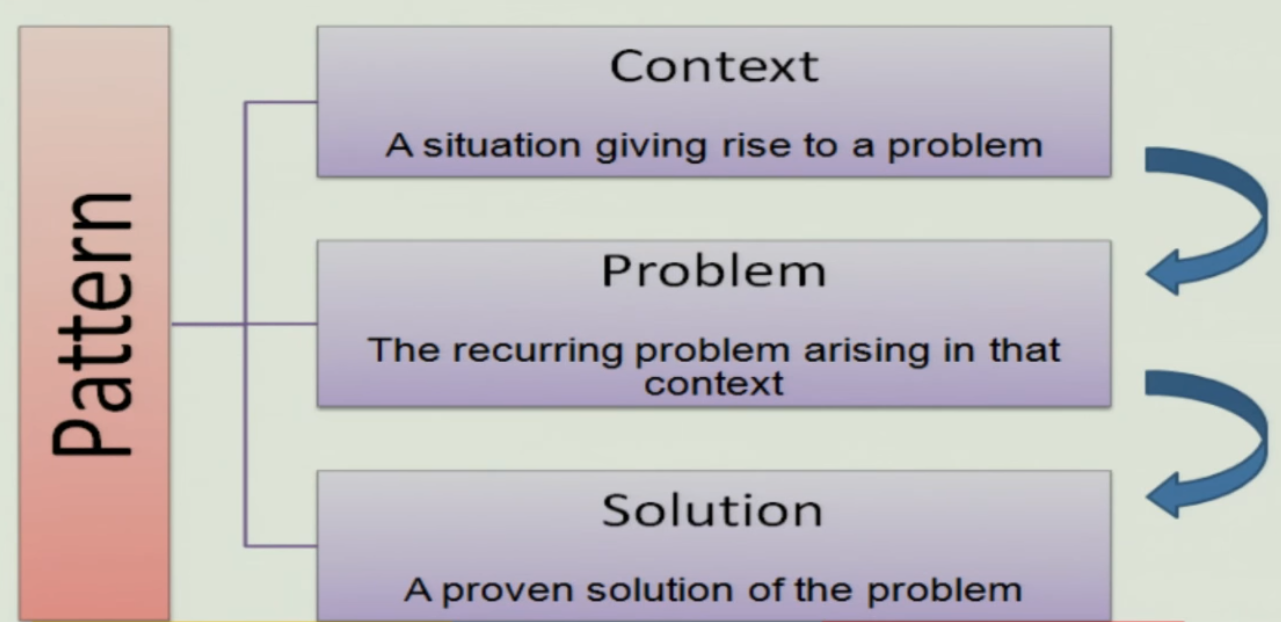 Pattern
Context
A situation giving rise to a problem
Problem
The recurring problem arising in that
context
Solution
A proven solution of the problem